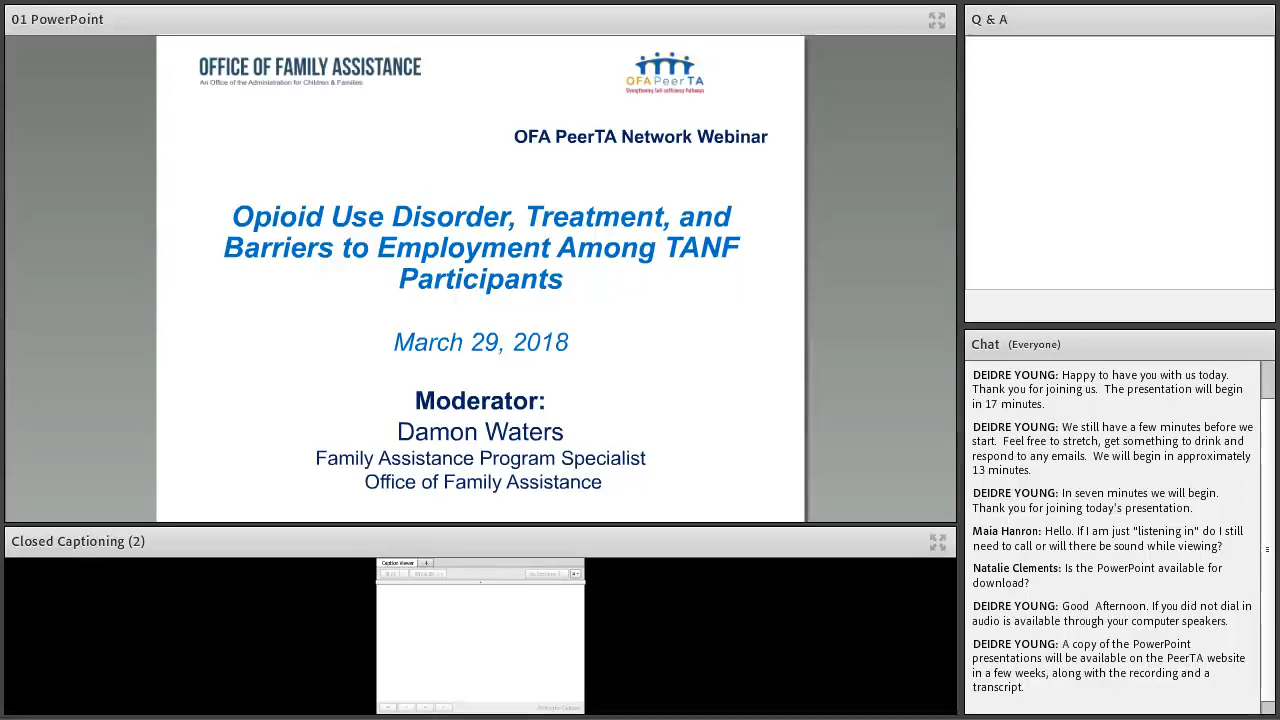 01 PowerPoint
OFFICE OF FAMILY ASSISTANCE
An Office of the Administration for Children & Families
OFA PeerTA
Strengthening Self-sufficiency Pathways
OFA PeerTA Network Webinar
Opioid Use Disorder, Treatment, and
Barriers to Employment Among TANF
Participants
March 29, 2018
Moderator:
Damon Waters
Family Assistance Program Specialist
Office of Family Assistance
Closed Captioning (2)
Caption Viewer
Q & A
Chat (Everyone)
DEIDRE YOUNG: Happy to have you with us today.
Thank you for joining us. The presentation will begin
in 17 minutes.
DEIDRE YOUNG: We still have a few minutes before we
start. Feel free to stretch, get something to drink and
respond to any emails. We will begin in approximately
13 minutes.
DEIDRE YOUNG: In seven minutes we will begin.
Thank you for joining today's presentation.
Maia Hanron: Hello. If I am just "listening in" do I still
need to call or will there be sound while viewing?
Natalie Clements: Is the PowerPoint available for
download?
DEIDRE YOUNG: Good Afternoon. If you did not dial in
audio is available through your computer speakers.
DEIDRE YOUNG: A copy of the PowerPoint
presentations will be available on the PeerTA website
in a few weeks, along with the recording and a
transcript.